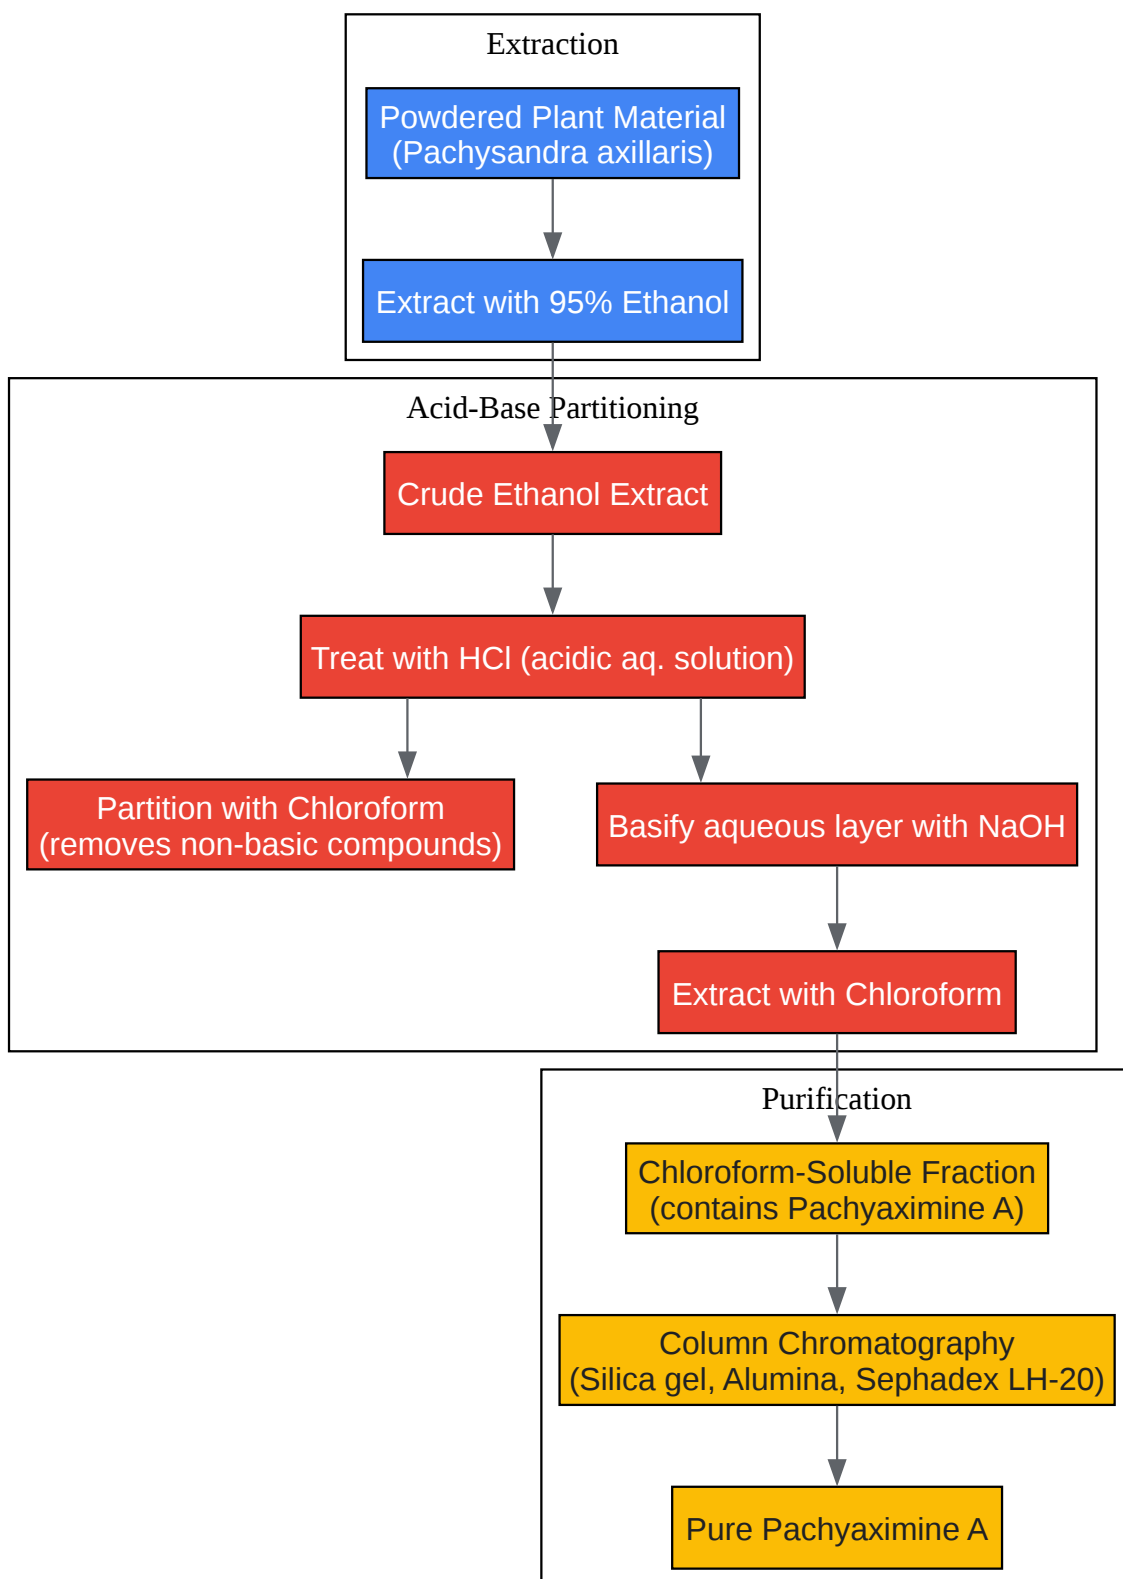 Extraction
Powdered Plant Material
(Pachysandra axillaris)
Extract with 95% Ethanol
Acid-Base Partitioning
Crude Ethanol Extract
Treat with HCl (acidic aq. solution)
Partition with Chloroform
(removes non-basic compounds)
Basify aqueous layer with NaOH
Extract with Chloroform
Purification
Chloroform-Soluble Fraction
(contains Pachyaximine A)
Column Chromatography
(Silica gel, Alumina, Sephadex LH-20)
Pure Pachyaximine A